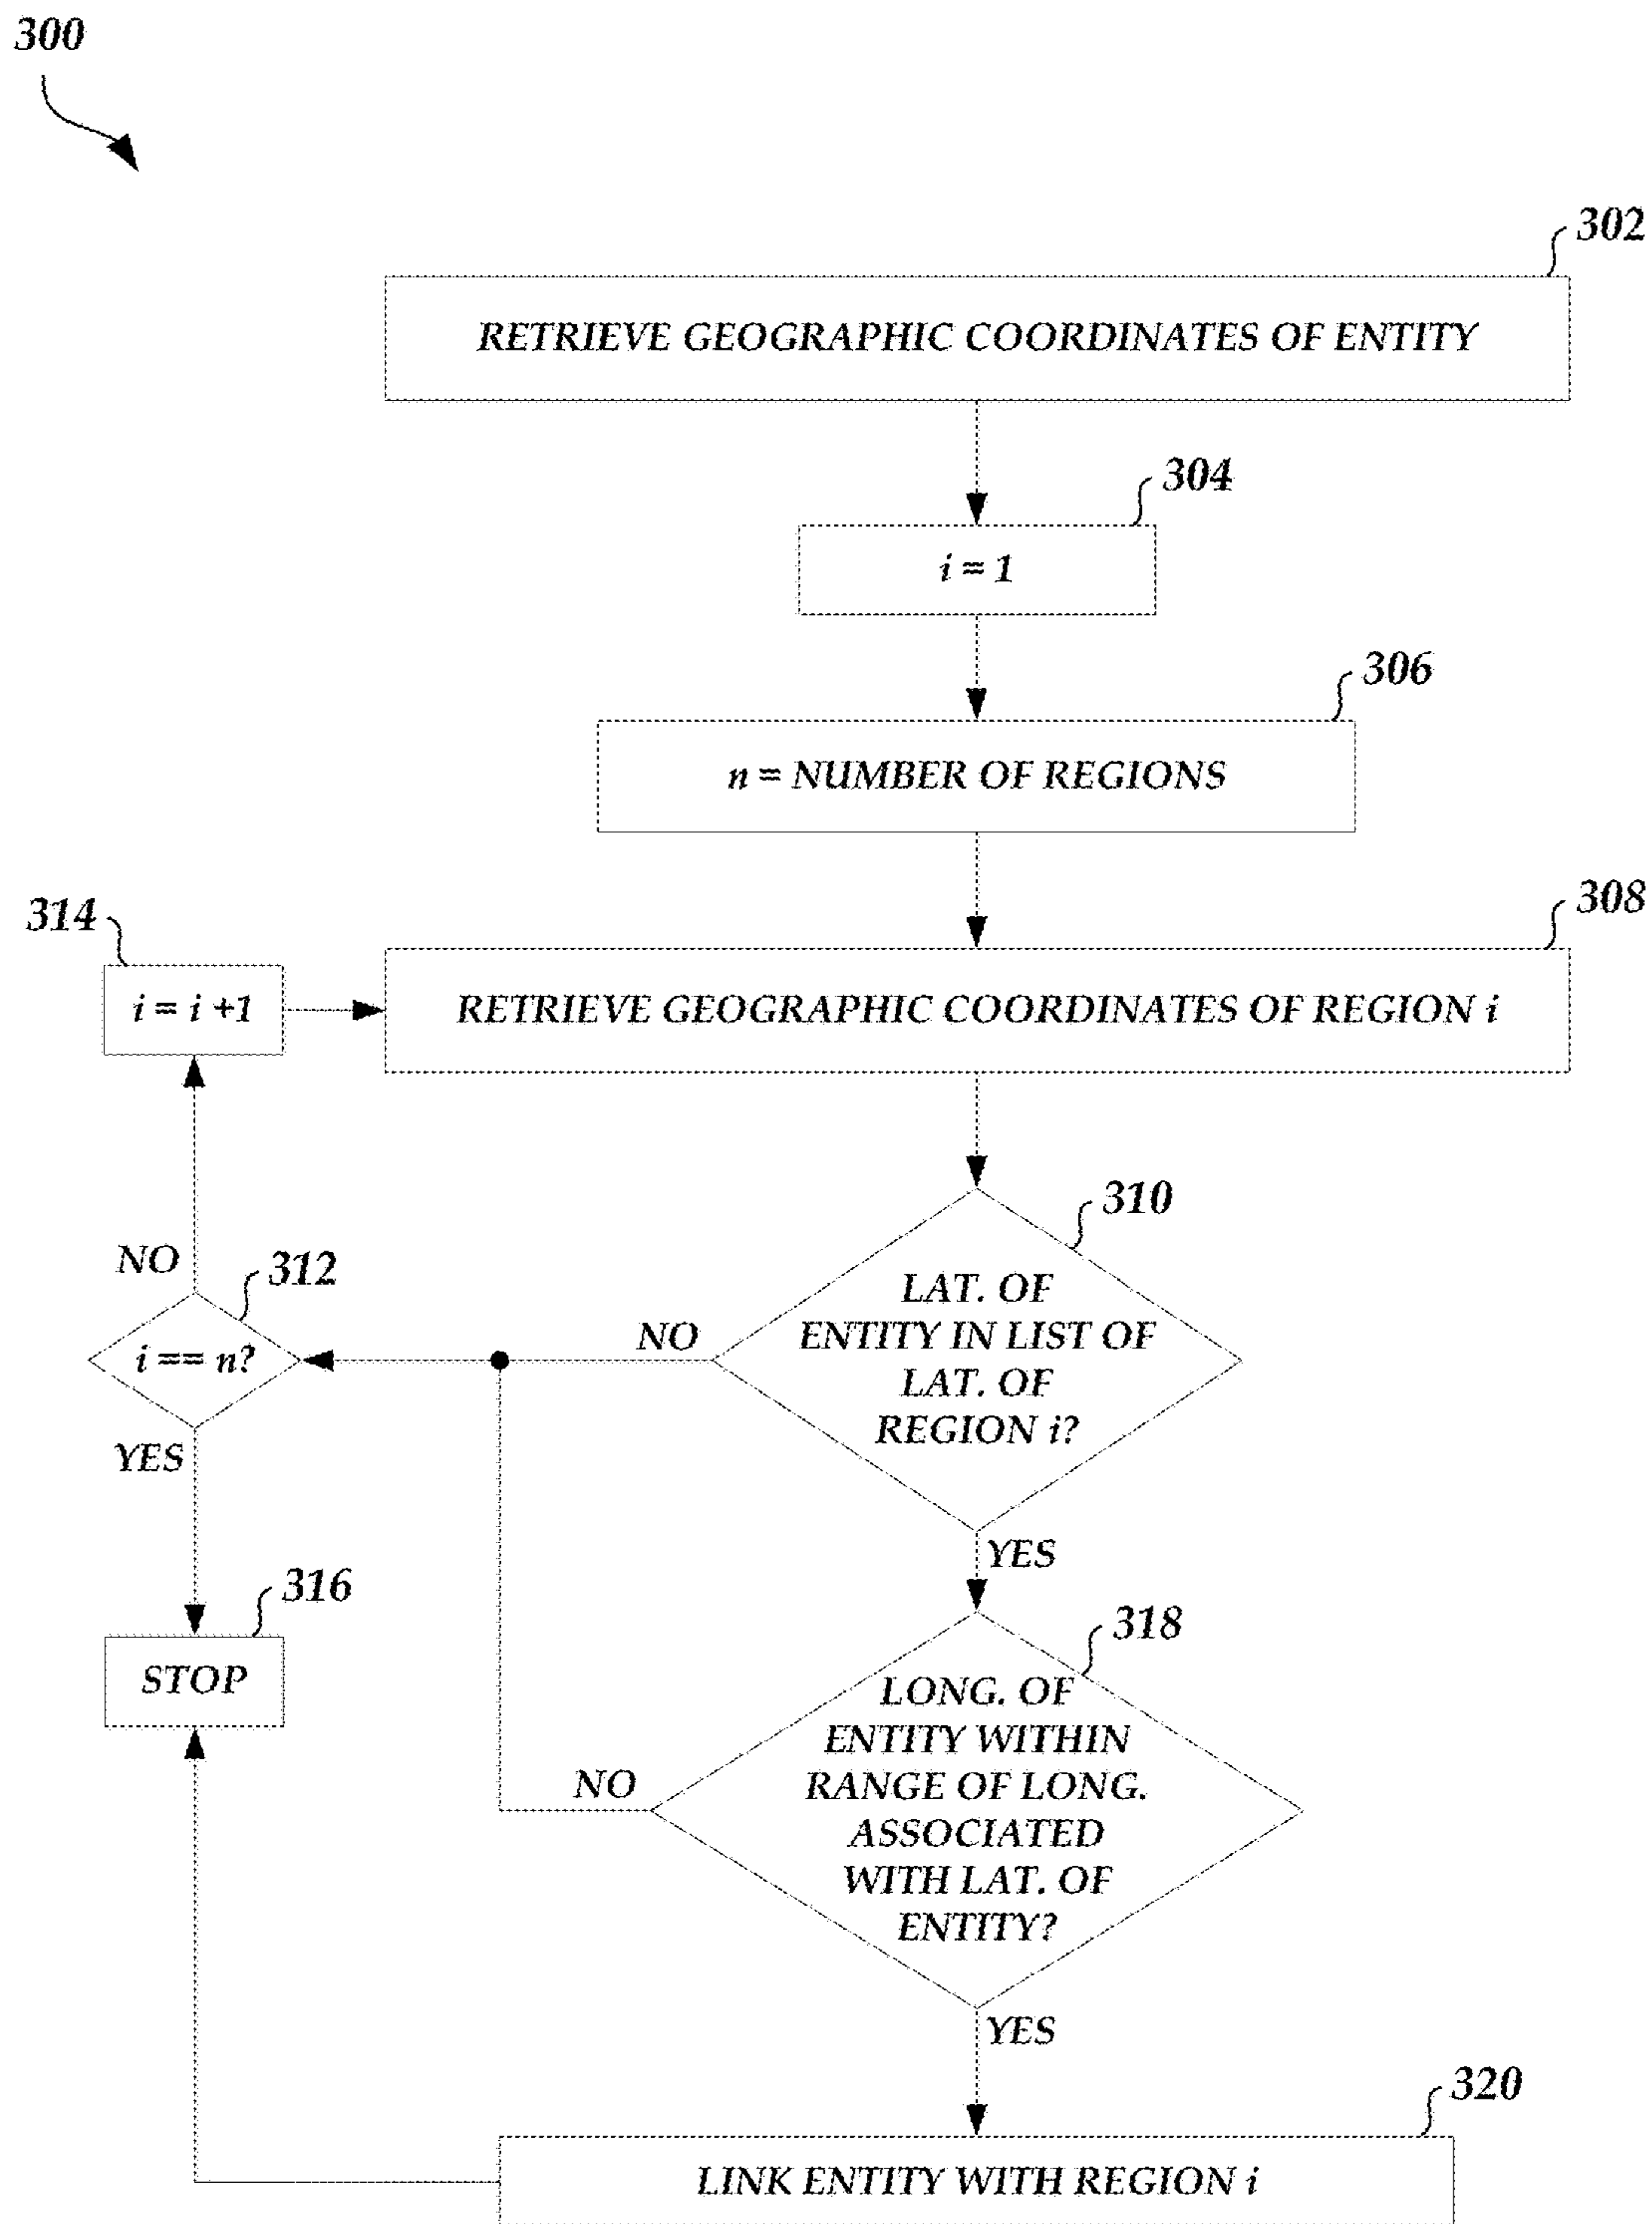 300
302
RETRIEVE GEOGRAPHIC COORDINATES OF ENTITY
304
i = 1
306
n = NUMBER OF REGIONS
308
314
i = i +1
RETRIEVE GEOGRAPHIC COORDINATES OF REGION i
310
NO
312
LAT. OF
ENTITY IN LIST OF
LAT. OF
REGION i?
NO
i == n?
YES
YES
316
STOP
318
LONG. OF
ENTITY WITHIN
RANGE OF LONG.
ASSOCIATED
WITH LAT. OF
ENTITY?
NO
YES
320
LINK ENTITY WITH REGION i